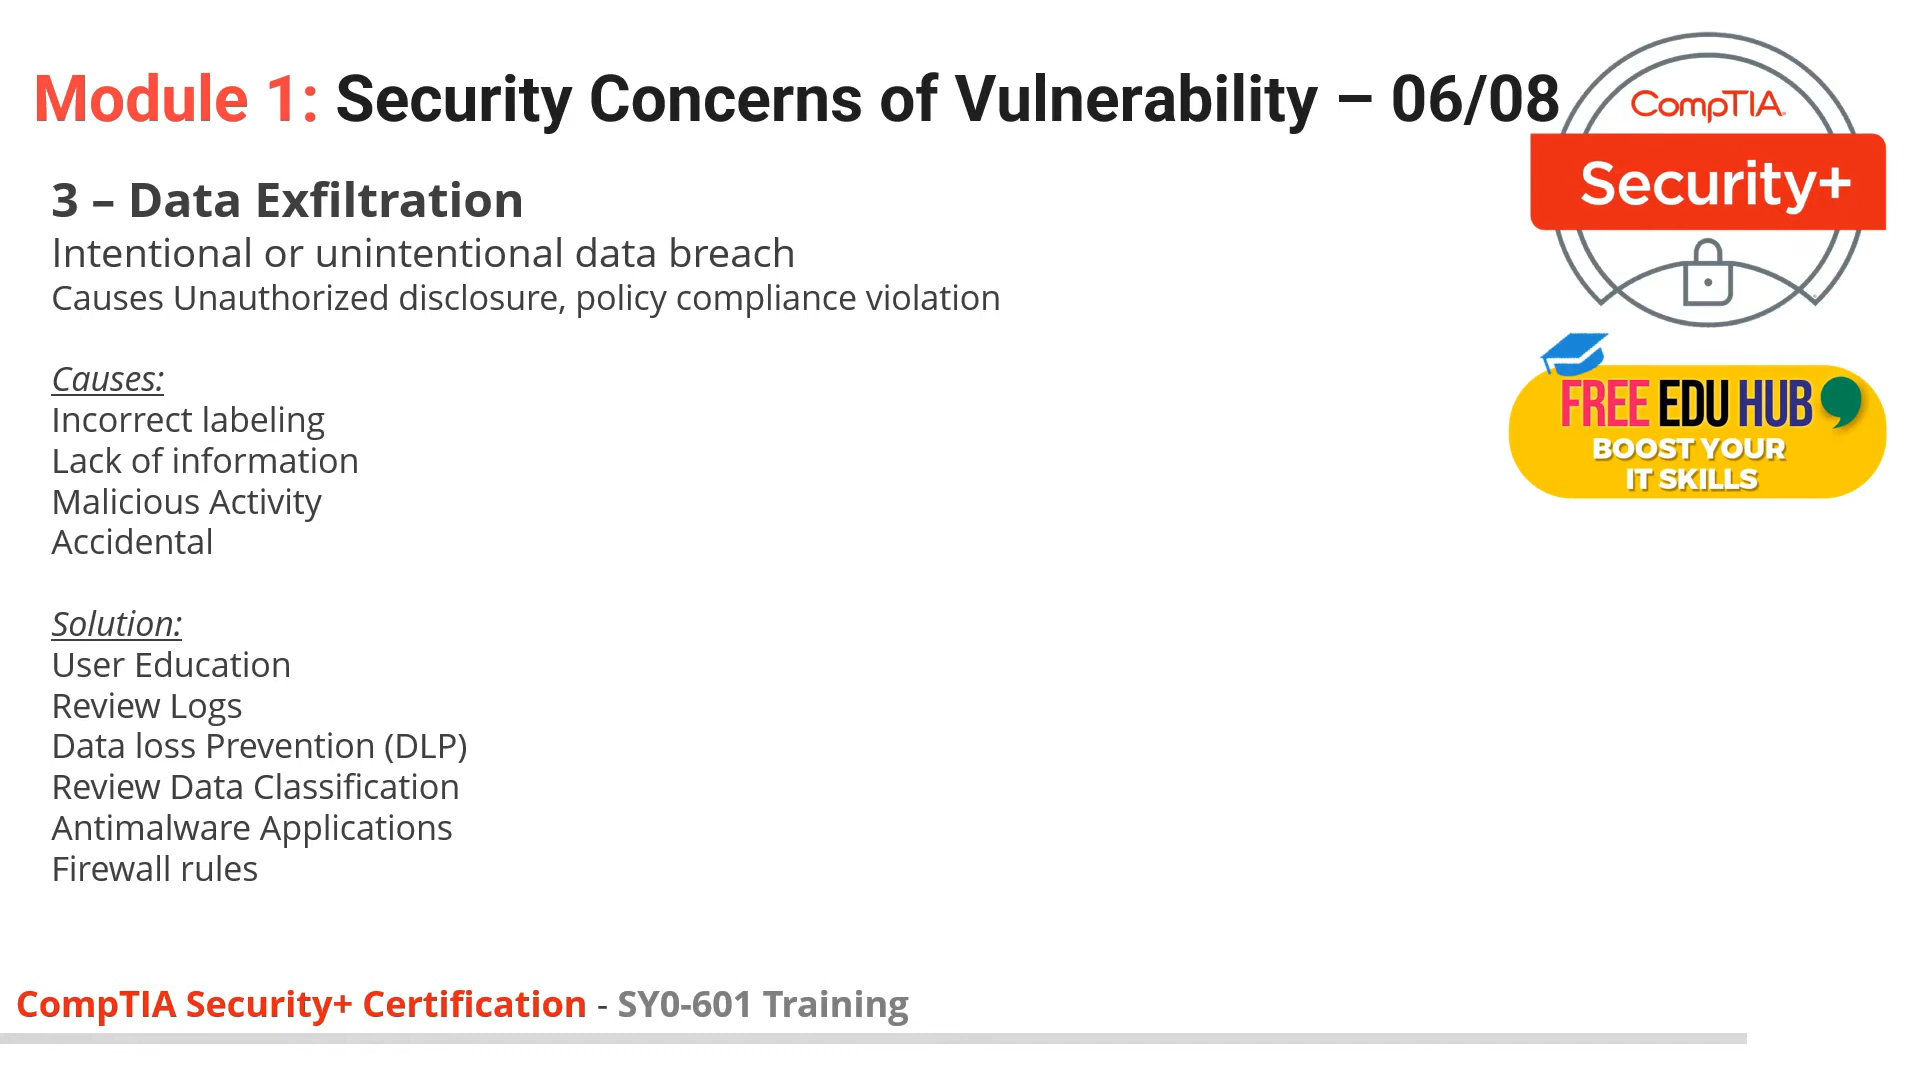 Module 1: Security Concerns of Vulnerability – 06/08
CompTIA.
Security+
3 – Data Exfiltration
Intentional or unintentional data breach
Causes Unauthorized disclosure, policy compliance violation
FREE EDU HUB
BOOST YOUR
IT SKILLS
Causes:
Incorrect labeling
Lack of information
Malicious Activity
Accidental
Solution:
User Education
Review Logs
Data loss Prevention (DLP)
Review Data Classification
Antimalware Applications
Firewall rules
CompTIA Security+ Certification - SY0-601 Training